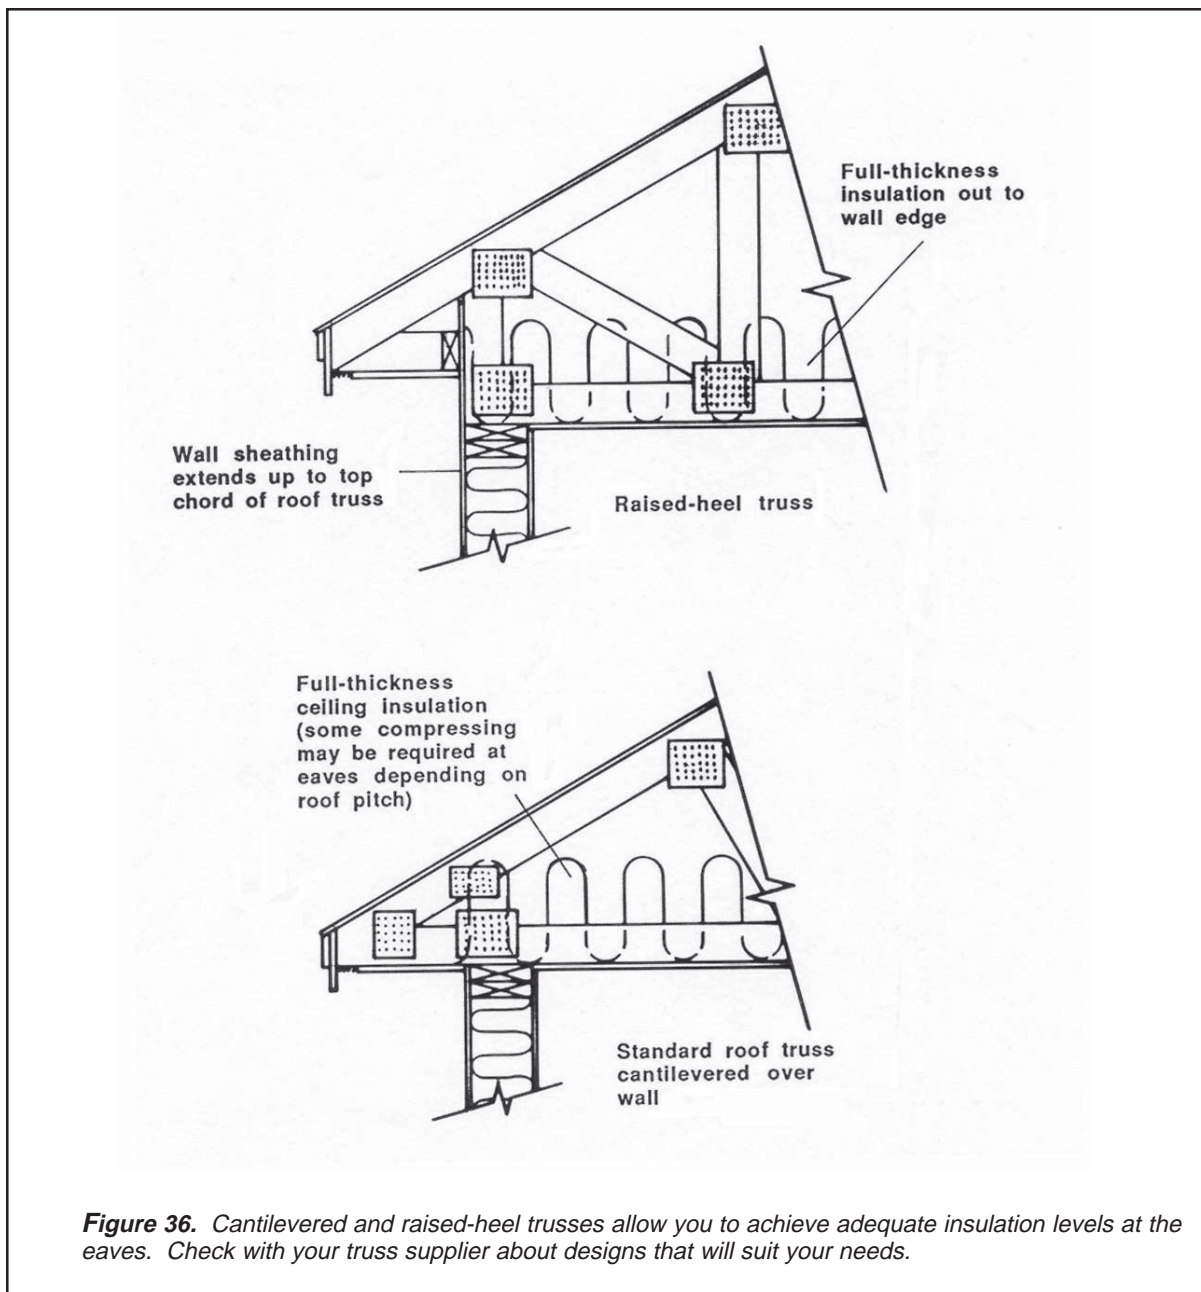 Full-thickness
insulation out to
wall edge
Wall sheathing
extends up to top
chord of roof truss
Raised-heel truss
Full-thickness
ceiling insulation
(some compressing
may be required at
eaves depending on
roof pitch)
Standard roof truss
cantilevered over
wall
Figure 36. Cantilevered and raised-heel trusses allow you to achieve adequate insulation levels at the
eaves. Check with your truss supplier about designs that will suit your needs.